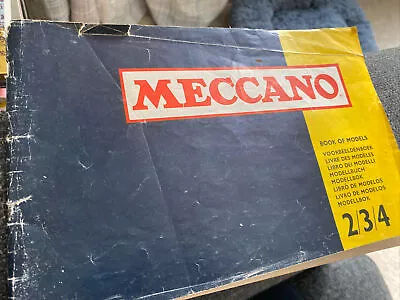 MECCANO
BOOK OF MODELS
VOORBEELDENBOEK
LIVRE DES MODELES
LIBRO DEI MODELLI
MODELLBUCH
MODELLBOK
LIBRO DE MODELOS
LIVRO DE MODELOS
MODELLBOK
2/3/4